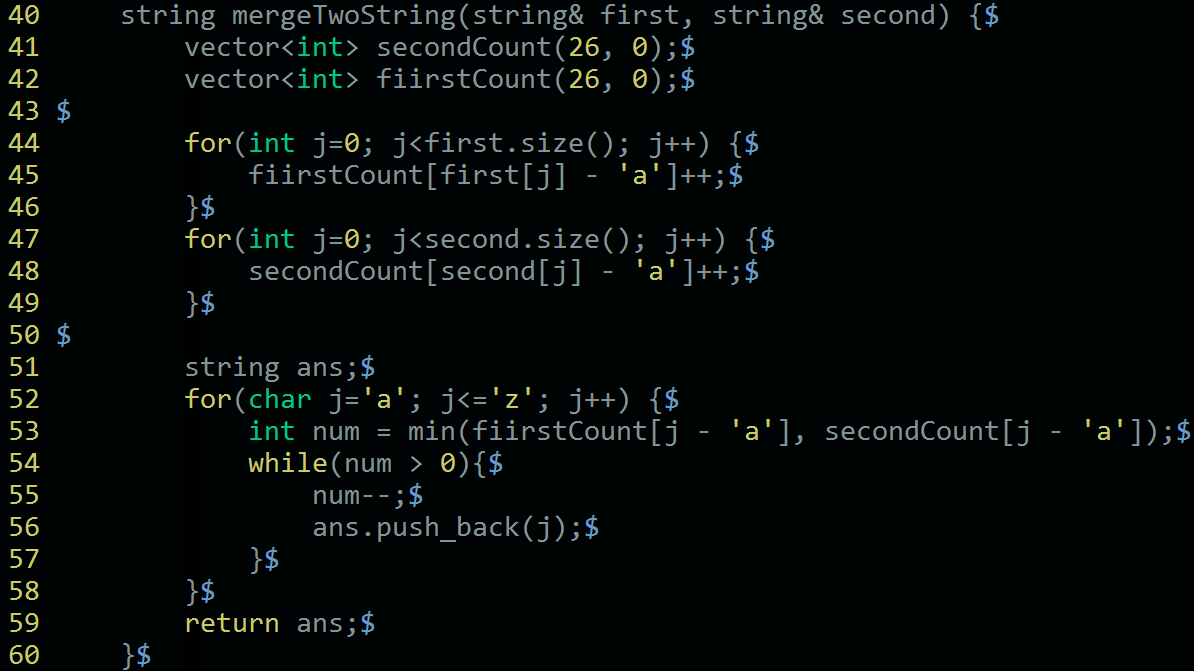 40     string mergeTwoString(string& first, string& second) {$
41         vector<int> secondCount(26, 0);$
42         vector<int> fiirstCount(26, 0);$
43 $
44         for(int j=0; j<first.size(); j++) {$
45             fiirstCount[first[j] - 'a']++;$
46         }$
47         for(int j=0; j<second.size(); j++) {$
48             secondCount[second[j] - 'a']++;$
49         }$
50 $
51         string ans;$
52         for(char j='a'; j<='z'; j++) {$
53             int num = min(fiirstCount[j - 'a'], secondCount[j - 'a']);$
54             while(num > 0){$
55                 num--;$
56                 ans.push_back(j);$
57             }$
58         }$
59         return ans;$
60     }$